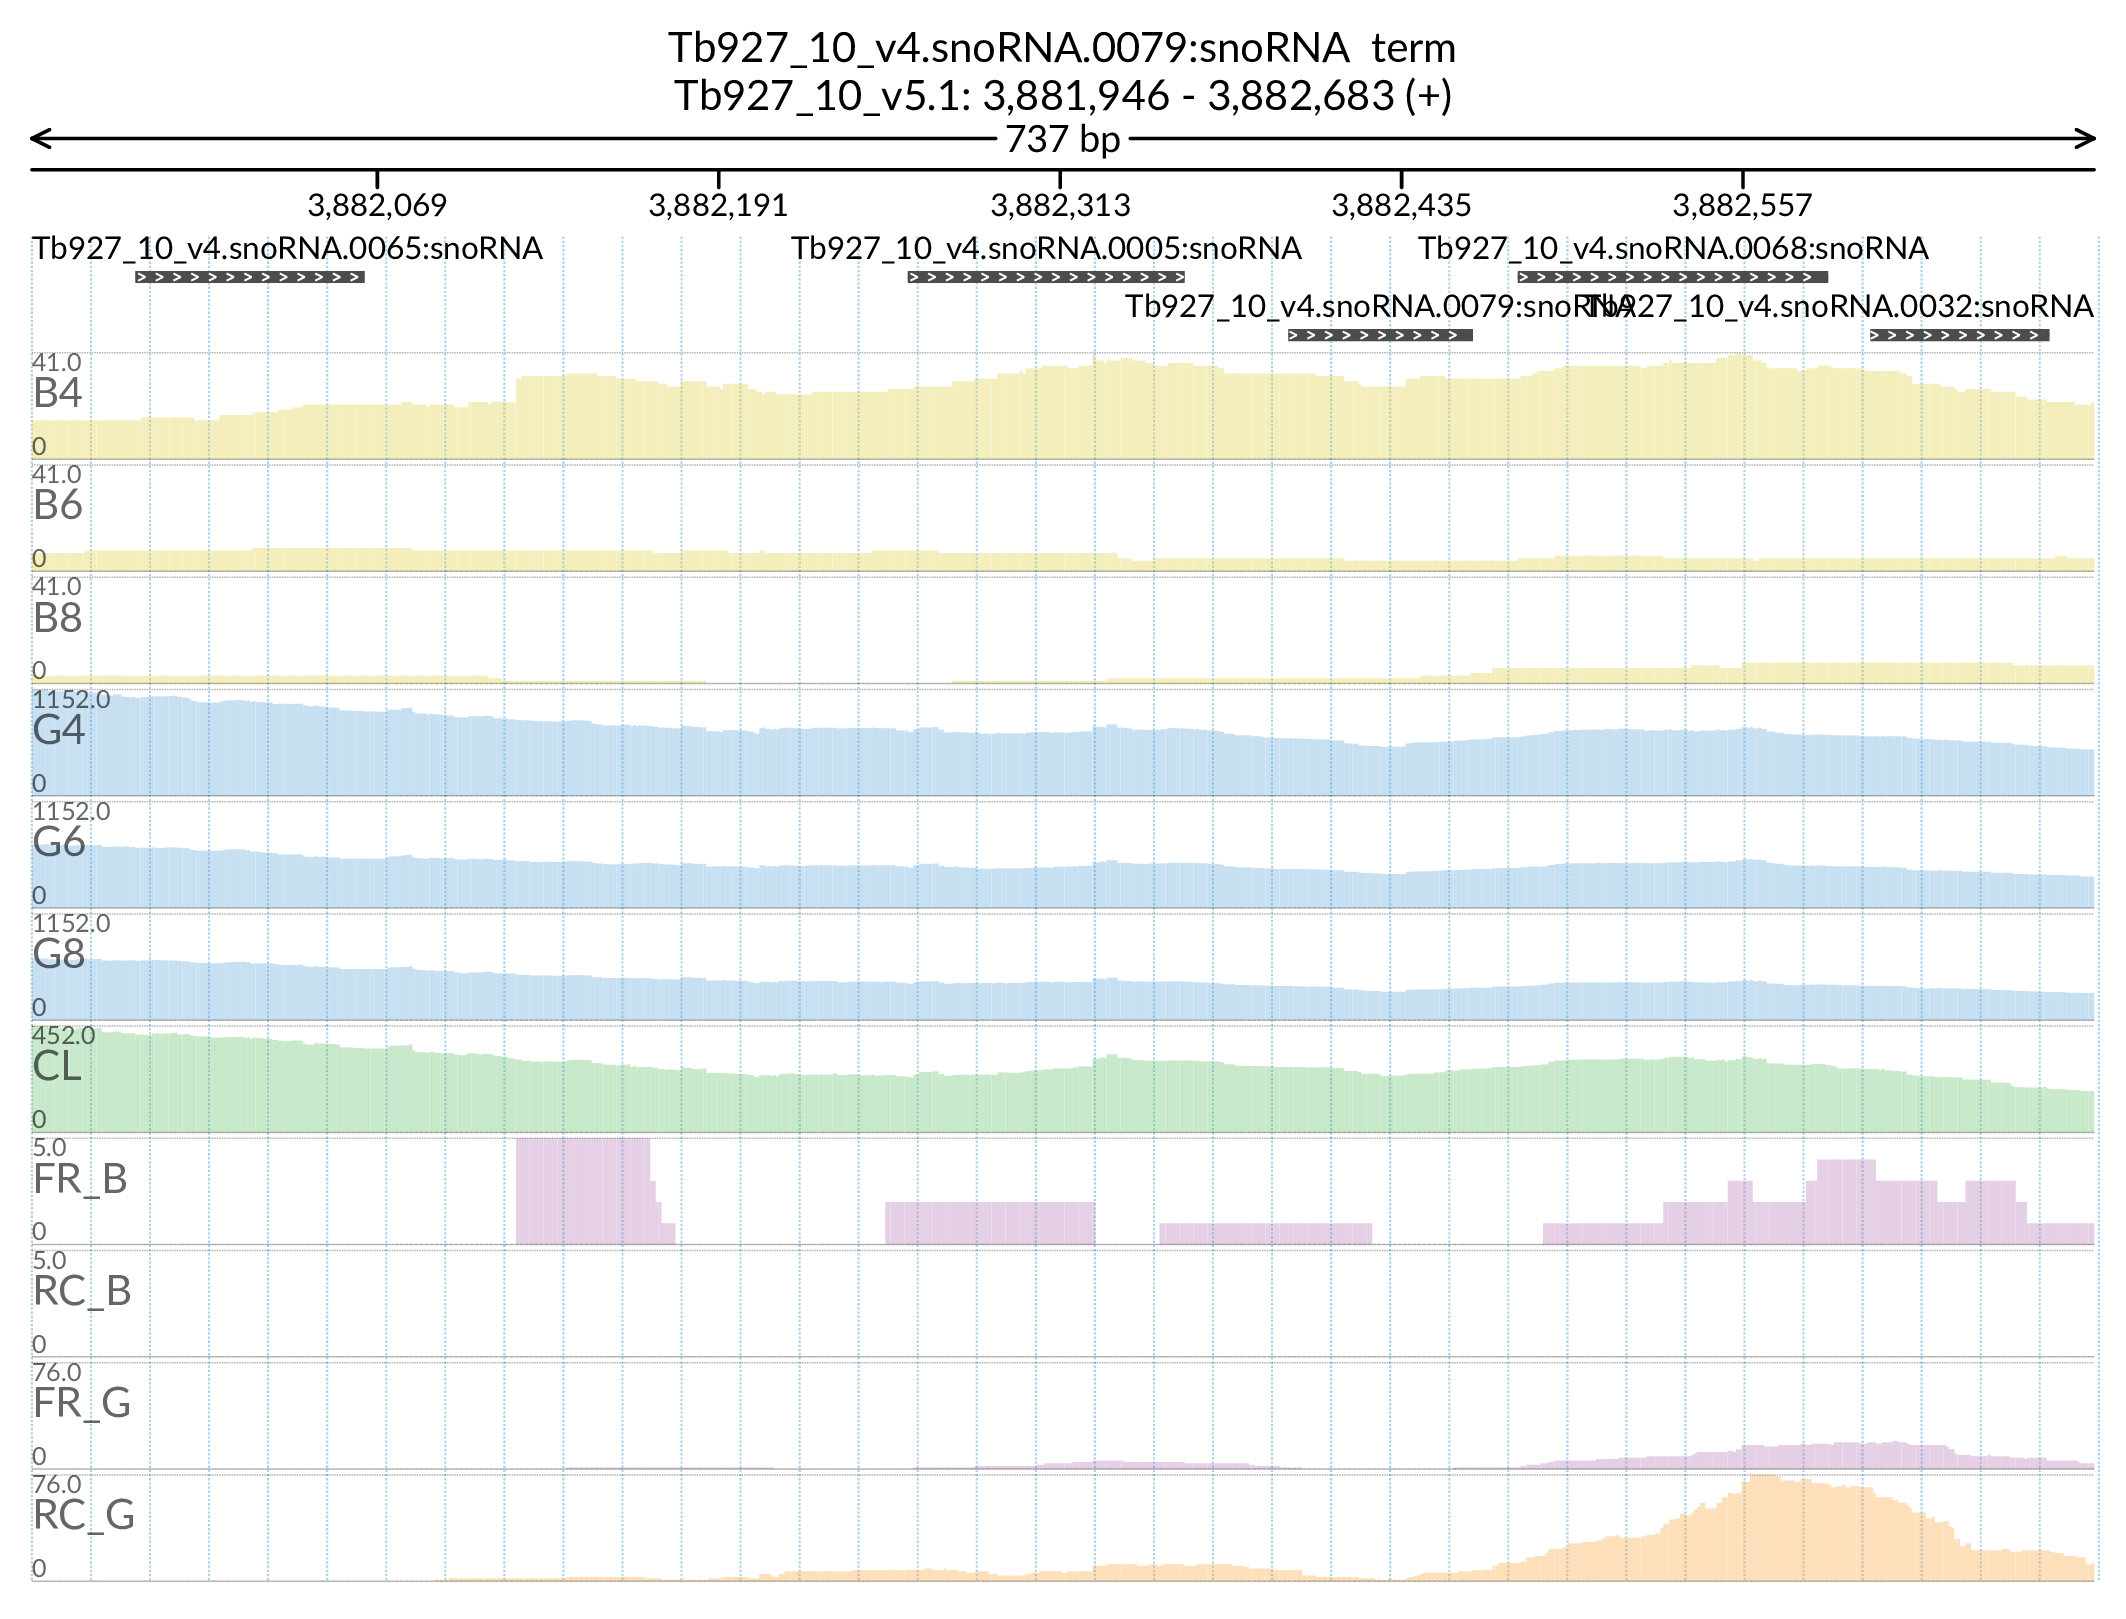 Tb927_10_v4.snoRNA.0079:snoRNA term
Tb927_10_v5.1: 3,881,946 - 3,882,683 (+)
737 bp
3,882,069 3,882,191 3,882,313 3,882,435 3,882,557
Tb927_10_v4.snoRNA.0065:snoRNA Tb927_10_v4.snoRNA.0005:snoRNA Tb927_10_v4.snoRNA.0068:snoRNA
Tb927_10_v4.snoRNA.0079:snoRNA Tb927_10_v4.snoRNA.0032:snoRNA
41.0
B4
0
41.0
B6
0
41.0
B8
0
1152.0
G4
0
1152.0
G6
0
1152.0
G8
0
452.0
CL
0
5.0
FR_B
0
5.0
RC_B
0
76.0
FR_G
0
76.0
RC_G
0